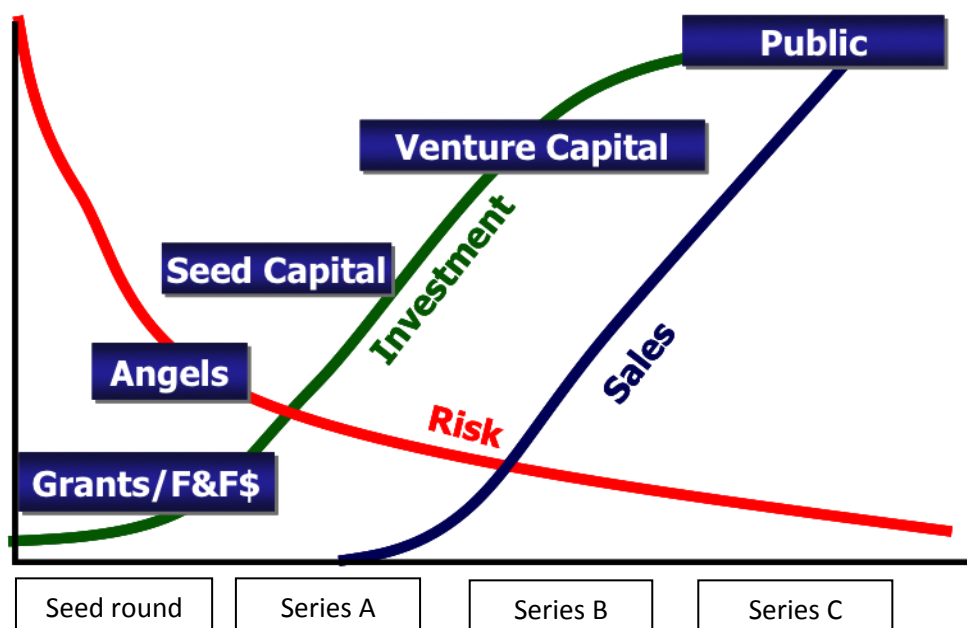 Public
Venture Capital
Seed Capital
Investment
Angels
Sales
Risk
Grants/F&F$
Seed round
Series A
Series B
Series C